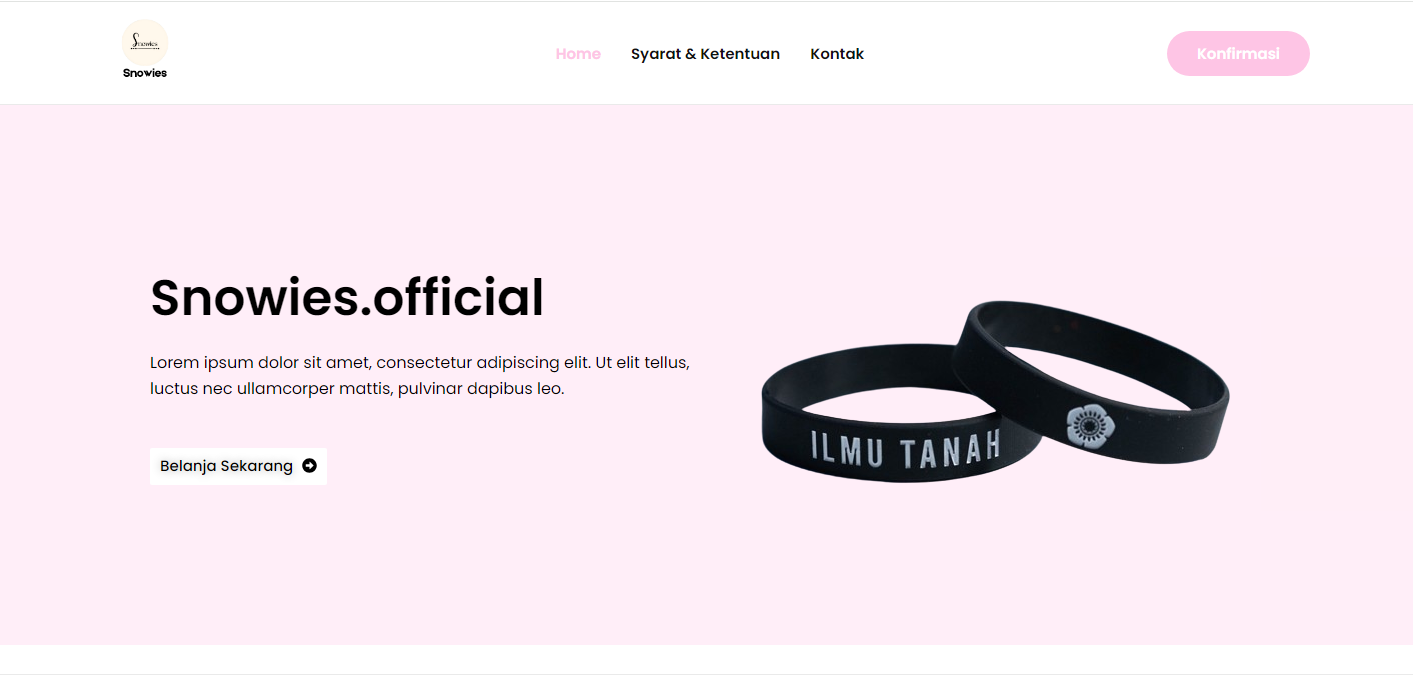 Snowies
Snowies
Home
Syarat & Ketentuan
Kontak
Konfirmasi
Snowies.official
Lorem ipsum dolor sit amet, consectetur adipiscing elit. Ut elit tellus,
luctus nec ullamcorper mattis, pulvinar dapibus leo.
Belanja Sekarang
ILMU TANAH